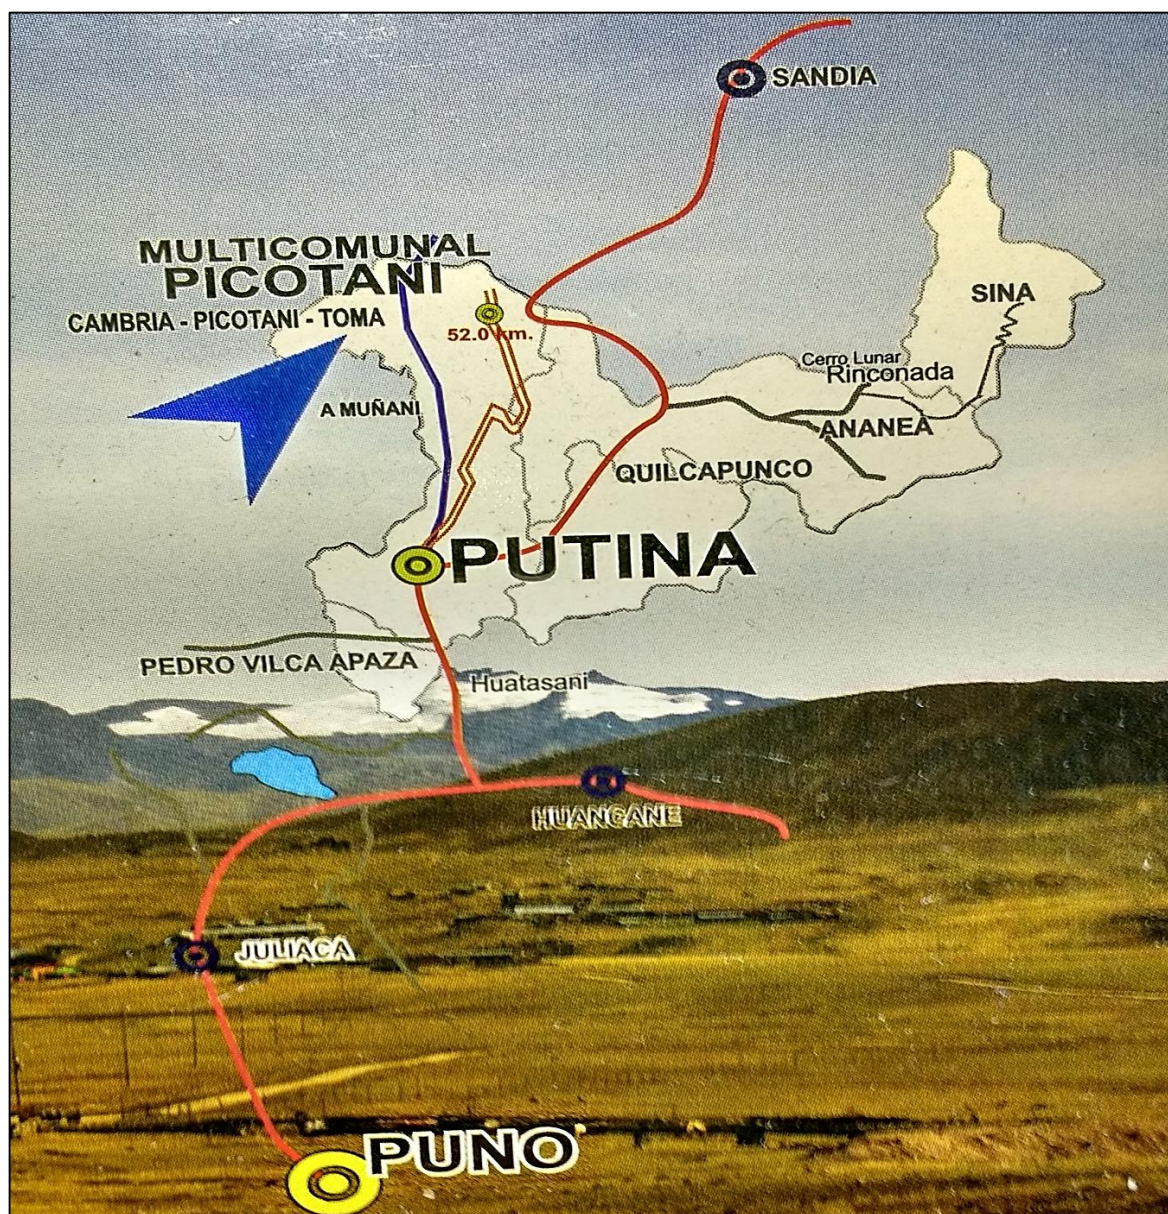 SANDIA
MULTICOMUNAL
PICOTANI
CAMBRIA - PICOTANI - TOMA
52.0 km.
A MUÑANI
SINA
Cerro Lunar
Rinconada
ANANEA
QUILCAPUNCO
PUTINA
PEDRO VILCA APAZA
Huatasani
HUANCANE
JULIACA
PUNO